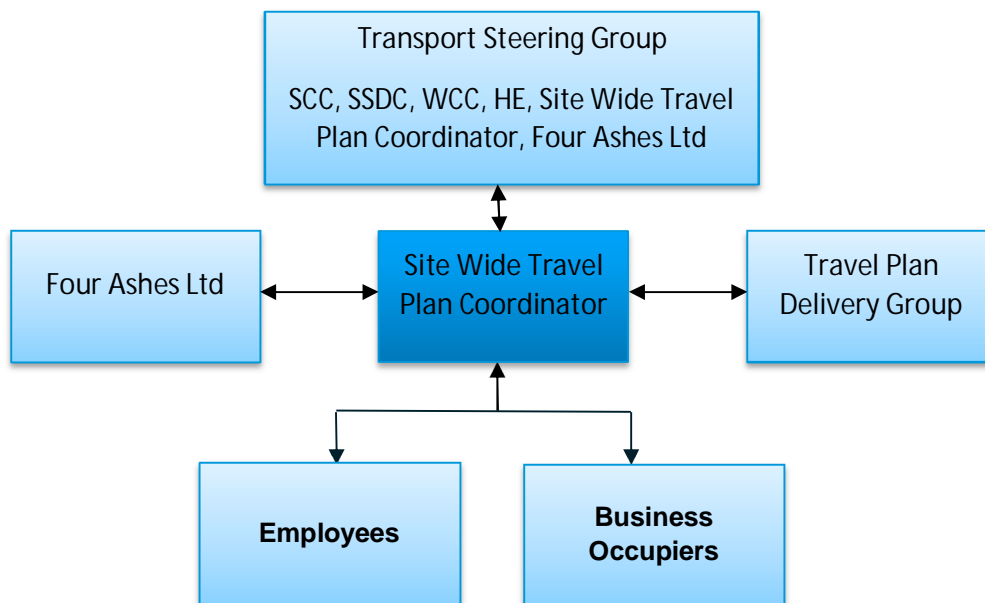 Transport Steering Group
SCC, SSDC, WCC, HE, Site Wide Travel
Plan Coordinator, Four Ashes Ltd
Four Ashes Ltd
Site Wide Travel
Plan Coordinator
Travel Plan
Delivery Group
Employees
Business
Occupiers